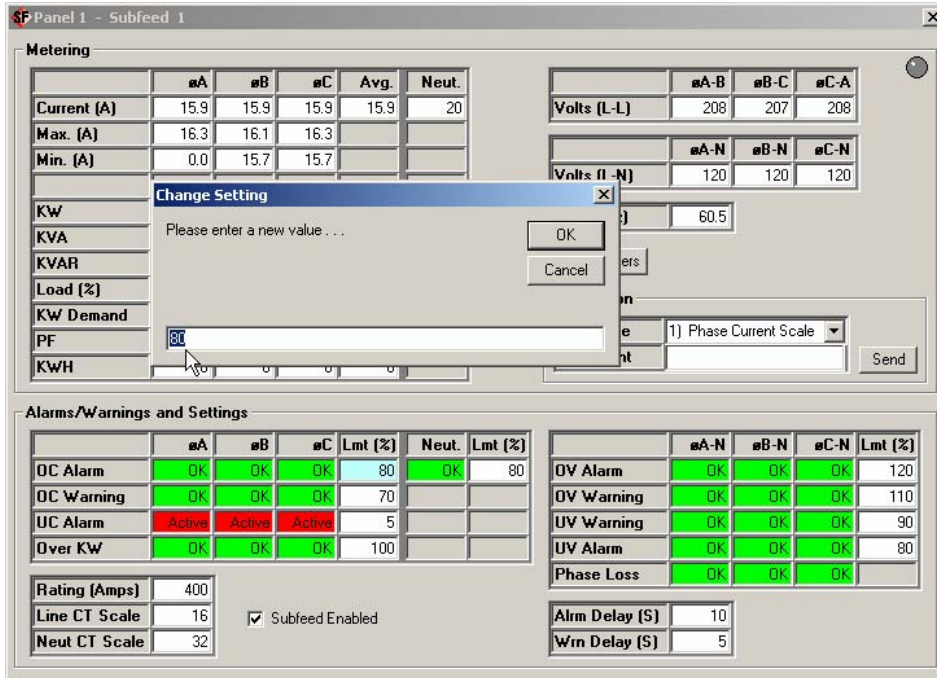 SF Panel 1 - Subfeed 1
Metering
øA øB øC Avg. Neut.
Current (A) 15.9 15.9 15.9 15.9 20
Max. (A) 16.3 16.1 16.3
Min. (A) 0.0 15.7 15.7
KW
KVA
KVAR
Load (%)
KW Demand
PF
KWH
øA-B øB-C øC-A
Volts (L-L) 208 207 208
øA-N øB-N øC-N
Volts (L-N) 120 120 120
60.5
ers
on
e 1) Phase Current Scale
nt Send
Change Setting
Please enter a new value . . .
OK
Cancel
80
Alarms/Warnings and Settings
øA øB øC Lmt (%) Neut. Lmt (%)
OC Alarm OK OK OK 80 OK 80
OC Warning OK OK OK 70
UC Alarm Active Active Active 5
Over KW OK OK OK 100
Rating (Amps) 400
Line CT Scale 16
Neut CT Scale 32
Subfeed Enabled
øA-N øB-N øC-N Lmt (%)
OV Alarm OK OK OK 120
OV Warning OK OK OK 110
UV Warning OK OK OK 90
UV Alarm OK OK OK 80
Phase Loss OK OK OK
Alrm Delay (S) 10
Wrn Delay (S) 5